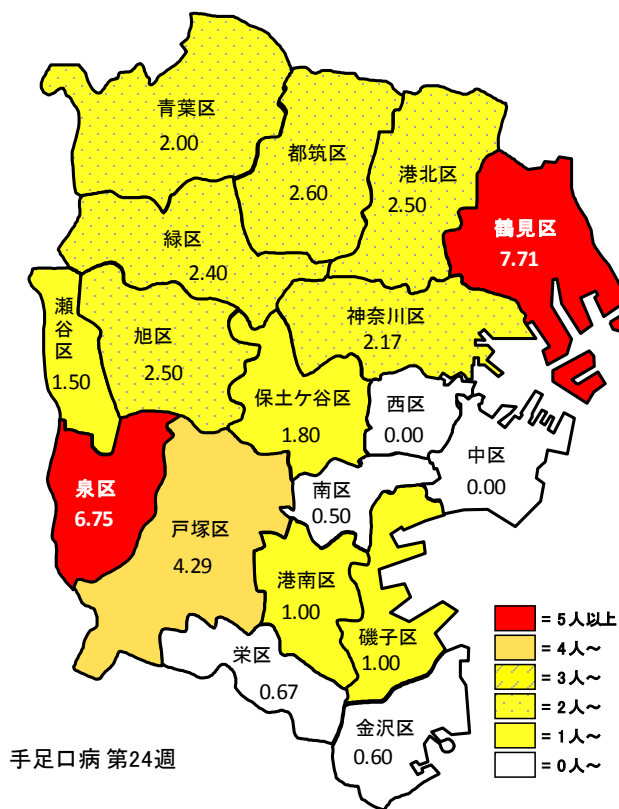 青葉区
2.00
都筑区
2.60
港北区
2.50
鶴見区
7.71
緑区
2.40
瀬谷区
1.50
旭区
2.50
神奈川区
2.17
保土ケ谷区
1.80
西区
0.00
中区
0.00
泉区
6.75
戸塚区
4.29
南区
0.50
港南区
1.00
磯子区
1.00
栄区
0.67
金沢区
0.60
= 5人以上
= 4人～
= 3人～
= 2人～
= 1人～
= 0人～
手足口病 第24週